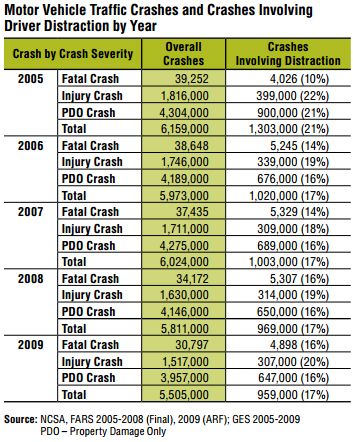 Motor Vehicle Traffic Crashes and Crashes Involving
Driver Distraction by Year
Crash by Crash Severity Overall Crashes Crashes Involving Distraction
2005 Fatal Crash 39,252 4,026 (10%)
Injury Crash 1,816,000 399,000 (22%)
PDO Crash 4,304,000 900,000 (21%)
Total 6,159,000 1,303,000 (21%)
2006 Fatal Crash 38,648 5,245 (14%)
Injury Crash 1,746,000 339,000 (19%)
PDO Crash 4,189,000 676,000 (16%)
Total 5,973,000 1,020,000 (17%)
2007 Fatal Crash 37,435 5,329 (14%)
Injury Crash 1,711,000 309,000 (18%)
PDO Crash 4,275,000 689,000 (16%)
Total 6,024,000 1,003,000 (17%)
2008 Fatal Crash 34,172 5,307 (16%)
Injury Crash 1,630,000 314,000 (19%)
PDO Crash 4,146,000 650,000 (16%)
Total 5,811,000 969,000 (17%)
2009 Fatal Crash 30,797 4,898 (16%)
Injury Crash 1,517,000 307,000 (20%)
PDO Crash 3,957,000 647,000 (16%)
Total 5,505,000 959,000 (17%)
Source: NCSA, FARS 2005-2008 (Final), 2009 (ARF); GES 2005-2009
PDO – Property Damage Only